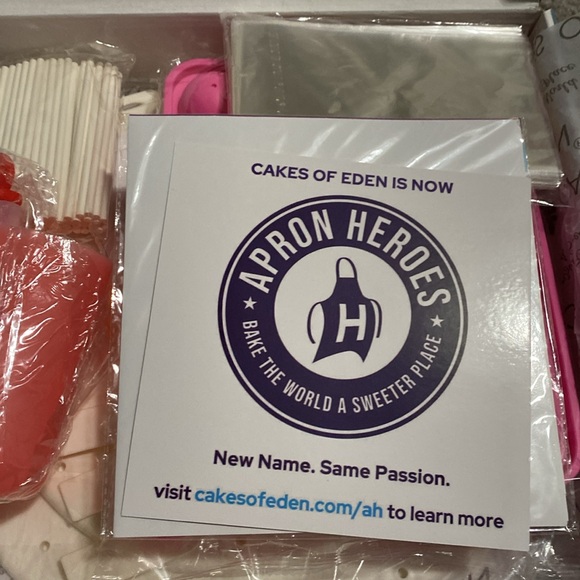 CAKES OF EDEN IS NOW
APRON HEROES
H
★ BAKE THE WORLD A SWEETER PLACE ★
New Name. Same Passion.
visit cakesofeden.com/ah to learn more